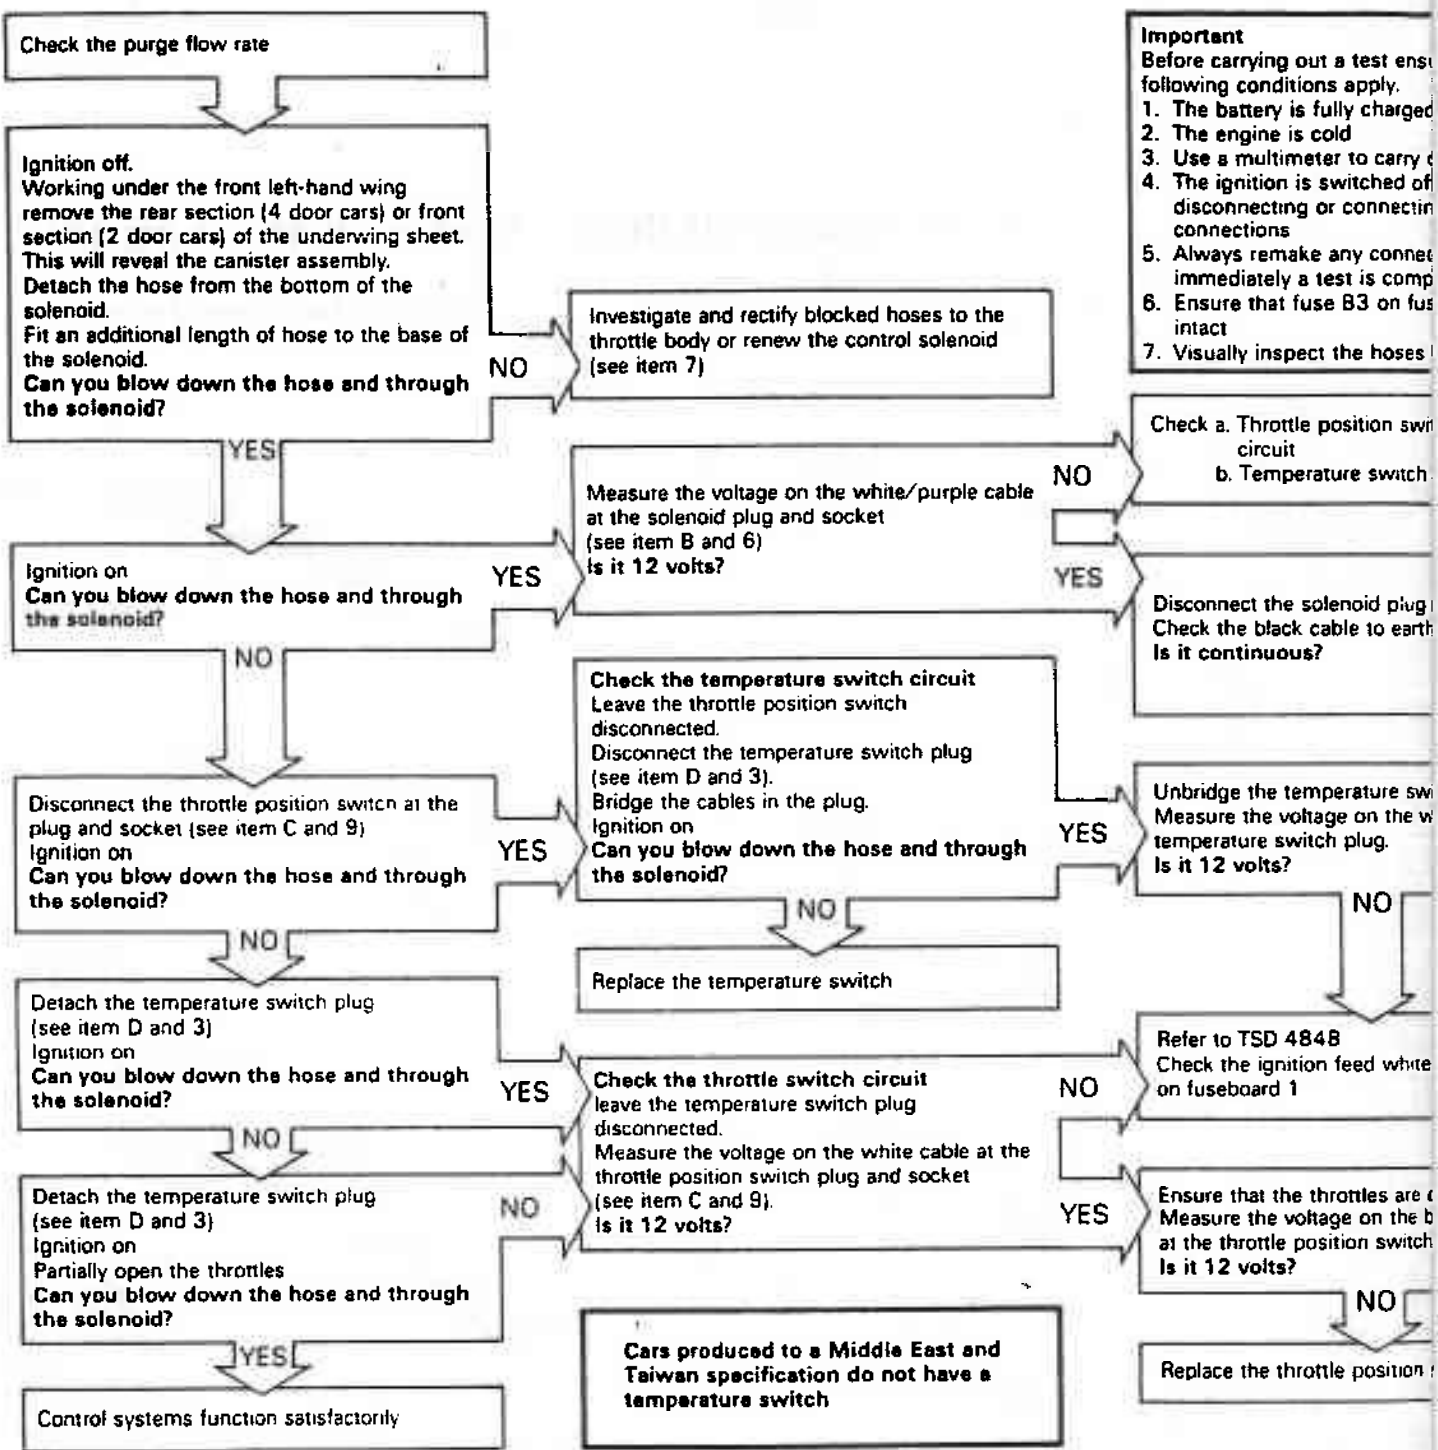 Check the purge flow rate
Ignition off.
Working under the front left-hand wing
remove the rear section (4 door cars) or front
section (2 door cars) of the underwing sheet.
This will reveal the canister assembly.
Detach the hose from the bottom of the
solenoid.
Fit an additional length of hose to the base of
the solenoid.
Can you blow down the hose and through
the solenoid?
NO
YES
Investigate and rectify blocked hoses to the
throttle body or renew the control solenoid
(see item 7)
Important
Before carrying out a test ensu
following conditions apply.
1. The battery is fully charged
2. The engine is cold
3. Use a multimeter to carry
4. The ignition is switched of
disconnecting or connectin
connections
5. Always remake any connec
immediately a test is comp
6. Ensure that fuse B3 on fus
intact
7. Visually inspect the hoses
Ignition on
Can you blow down the hose and through
the solenoid?
YES
NO
Measure the voltage on the white/purple cable
at the solenoid plug and socket
(see item B and 6)
Is it 12 volts?
NO
YES
Check a. Throttle position swit
circuit
b. Temperature switch
Disconnect the solenoid plug
Check the black cable to earth
Is it continuous?
Disconnect the throttle position switch at the
plug and socket (see item C and 9)
Ignition on
Can you blow down the hose and through
the solenoid?
YES
NO
Check the temperature switch circuit
Leave the throttle position switch
disconnected.
Disconnect the temperature switch plug
(see item D and 3).
Bridge the cables in the plug.
Ignition on
Can you blow down the hose and through
the solenoid?
YES
NO
Unbridge the temperature swi
Measure the voltage on the w
temperature switch plug.
Is it 12 volts?
NO
Replace the temperature switch
Detach the temperature switch plug
(see item D and 3)
Ignition on
Can you blow down the hose and through
the solenoid?
YES
NO
Check the throttle switch circuit
leave the temperature switch plug
disconnected.
Measure the voltage on the white cable at the
throttle position switch plug and socket
(see item C and 9).
Is it 12 volts?
NO
YES
Refer to TSD 4848
Check the ignition feed white
on fuseboard 1
Detach the temperature switch plug
(see item D and 3)
Ignition on
Partially open the throttles
Can you blow down the hose and through
the solenoid?
NO
YES
Ensure that the throttles are
Measure the voltage on the b
at the throttle position switch
Is it 12 volts?
NO
Replace the throttle position
Control systems function satisfactorily
Cars produced to a Middle East and
Taiwan specification do not have a
temperature switch